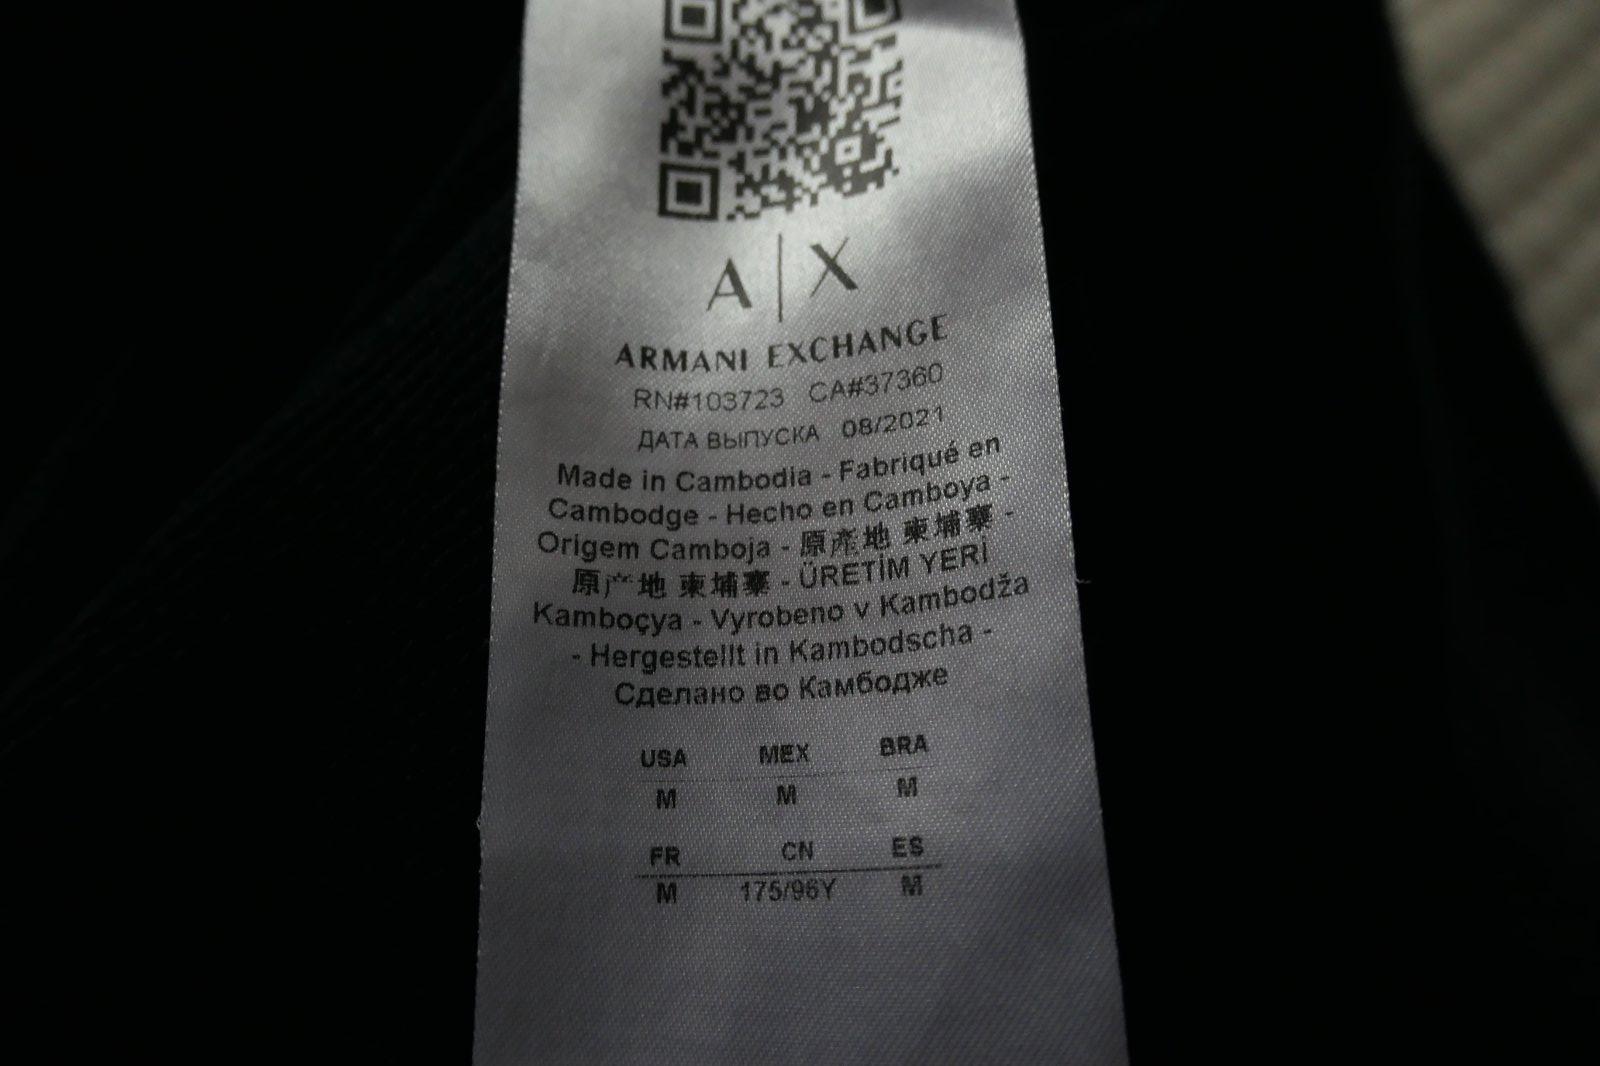 A|X
ARMANI EXCHANGE
RN#103723 CA#37360
ДАТА ВЫПУСКА 08/2021
Made in Cambodia - Fabriqué en
Cambodge - Hecho en Camboya -
Origem Camboja - 原產地 柬埔寨 -
原产地 柬埔寨 - ÜRETİM YERİ
Kamboçya - Vyrobeno v Kambodža
- Hergestellt in Kambodscha -
Сделано во Камбодже
USA MEX BRA
M M M
FR CN ES
M 175/96Y M